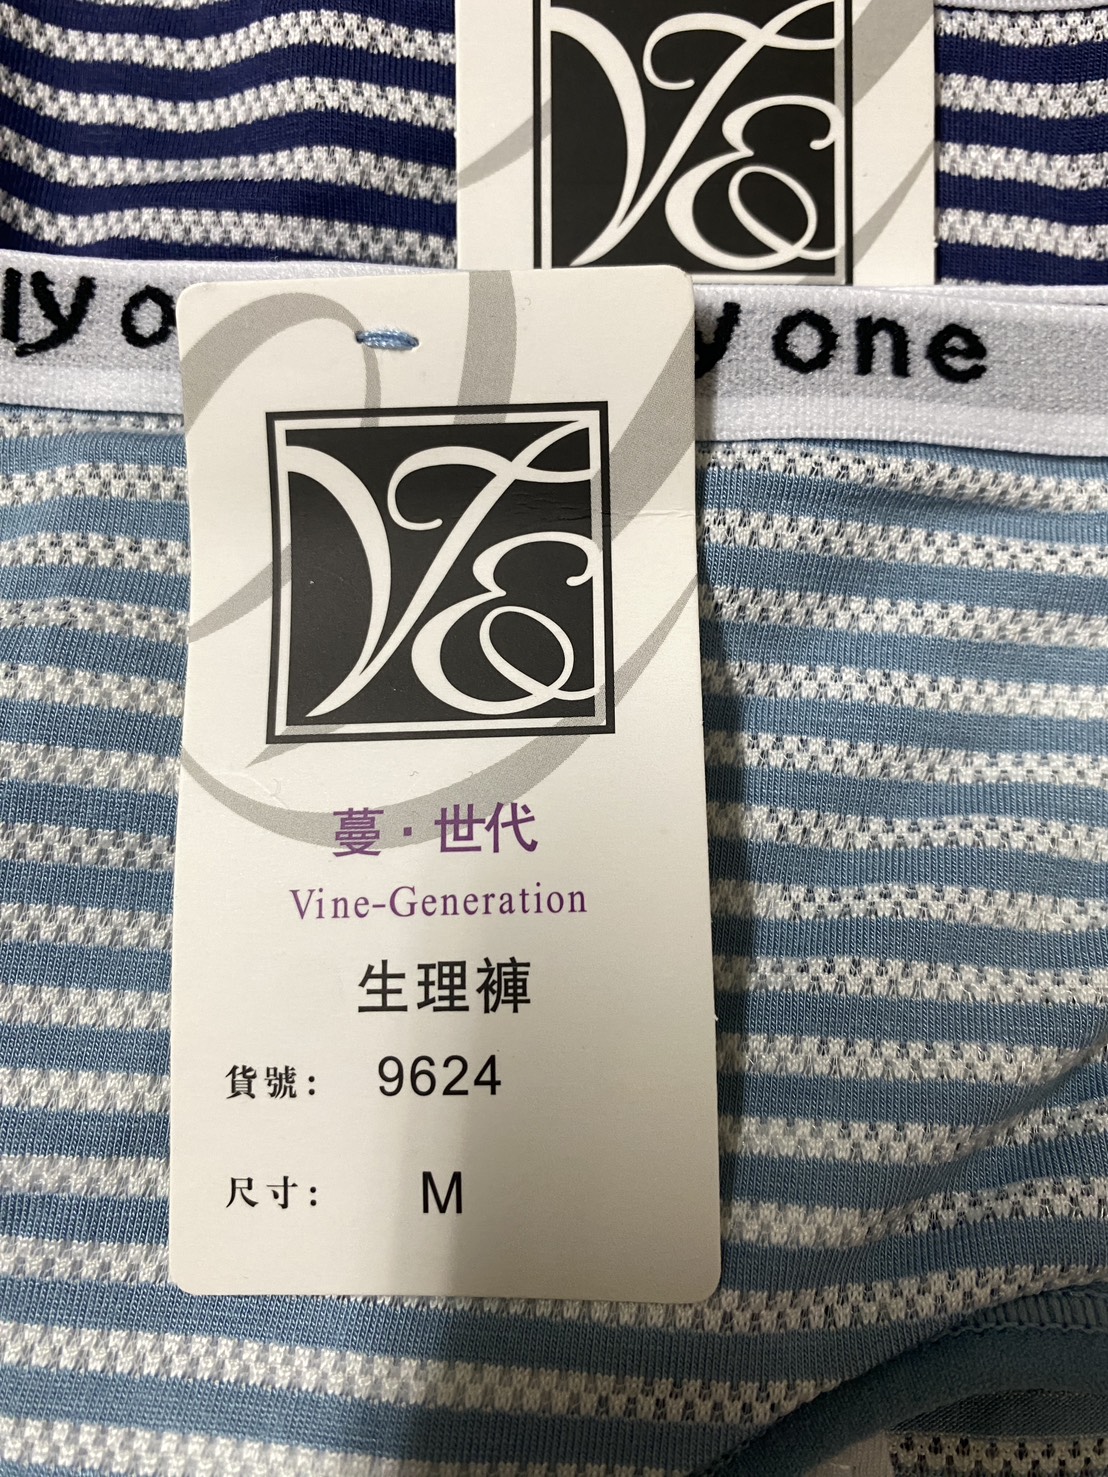 VE
ly o
y one
VE
蔓·世代
Vine-Generation
生理褲
貨號: 9624
尺寸: M